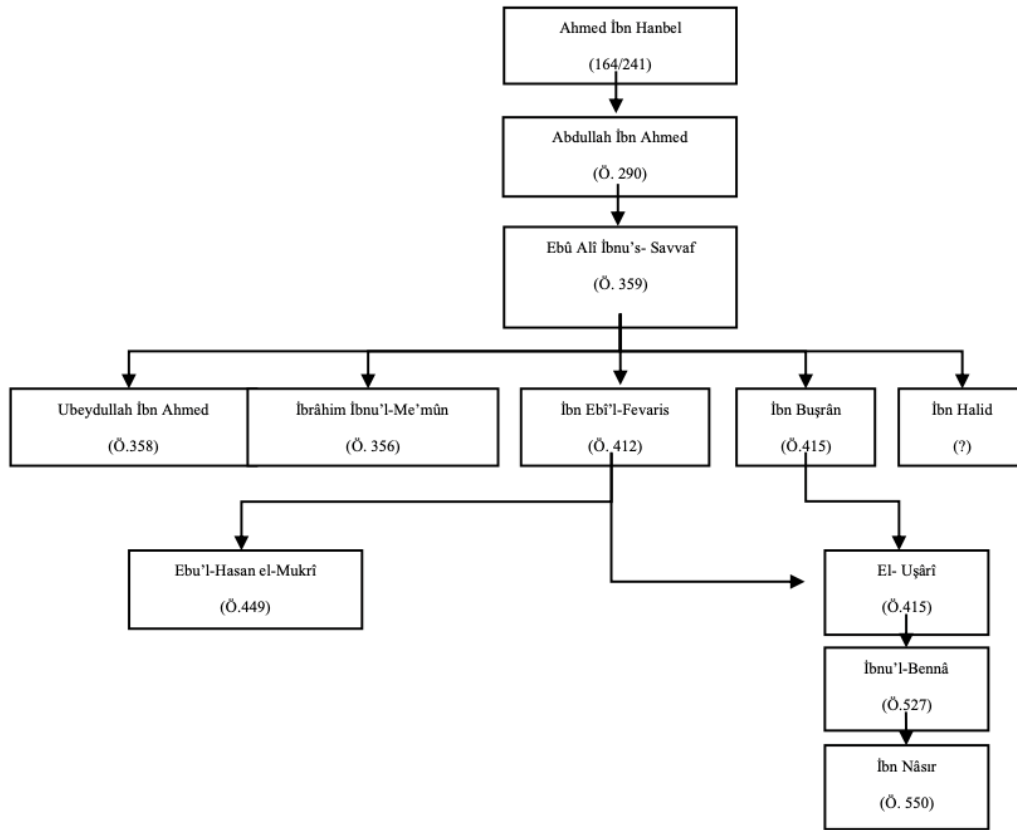 Ahmed İbn Hanbel
(164/241)
Abdullah İbn Ahmed
(Ö. 290)
Ebû Alî İbnu’s- Savvaf
(Ö. 359)
Ubeydullah İbn Ahmed
(Ö.358)
İbrâhim İbnu’l-Me’mûn
(Ö. 356)
İbn Ebî’l-Fevaris
(Ö. 412)
İbn Buşrân
(Ö.415)
İbn Halid
(?)
Ebu’l-Hasan el-Mukrî
(Ö.449)
El- Uşârî
(Ö.415)
İbnu’l-Bennâ
(Ö.527)
İbn Nâsır
(Ö. 550)